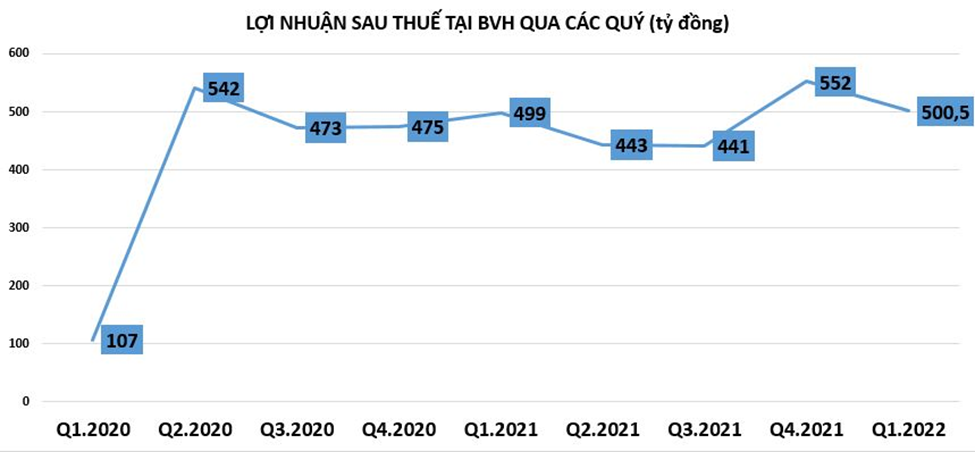 LỢI NHUẬN SAU THUẾ TẠI BVH QUA CÁC QUÝ (tỷ đồng)
600
500
400
300
200
100
0
107
542
473
475
499
443
441
552
500,5
Q1.2020
Q2.2020
Q3.2020
Q4.2020
Q1.2021
Q2.2021
Q3.2021
Q4.2021
Q1.2022